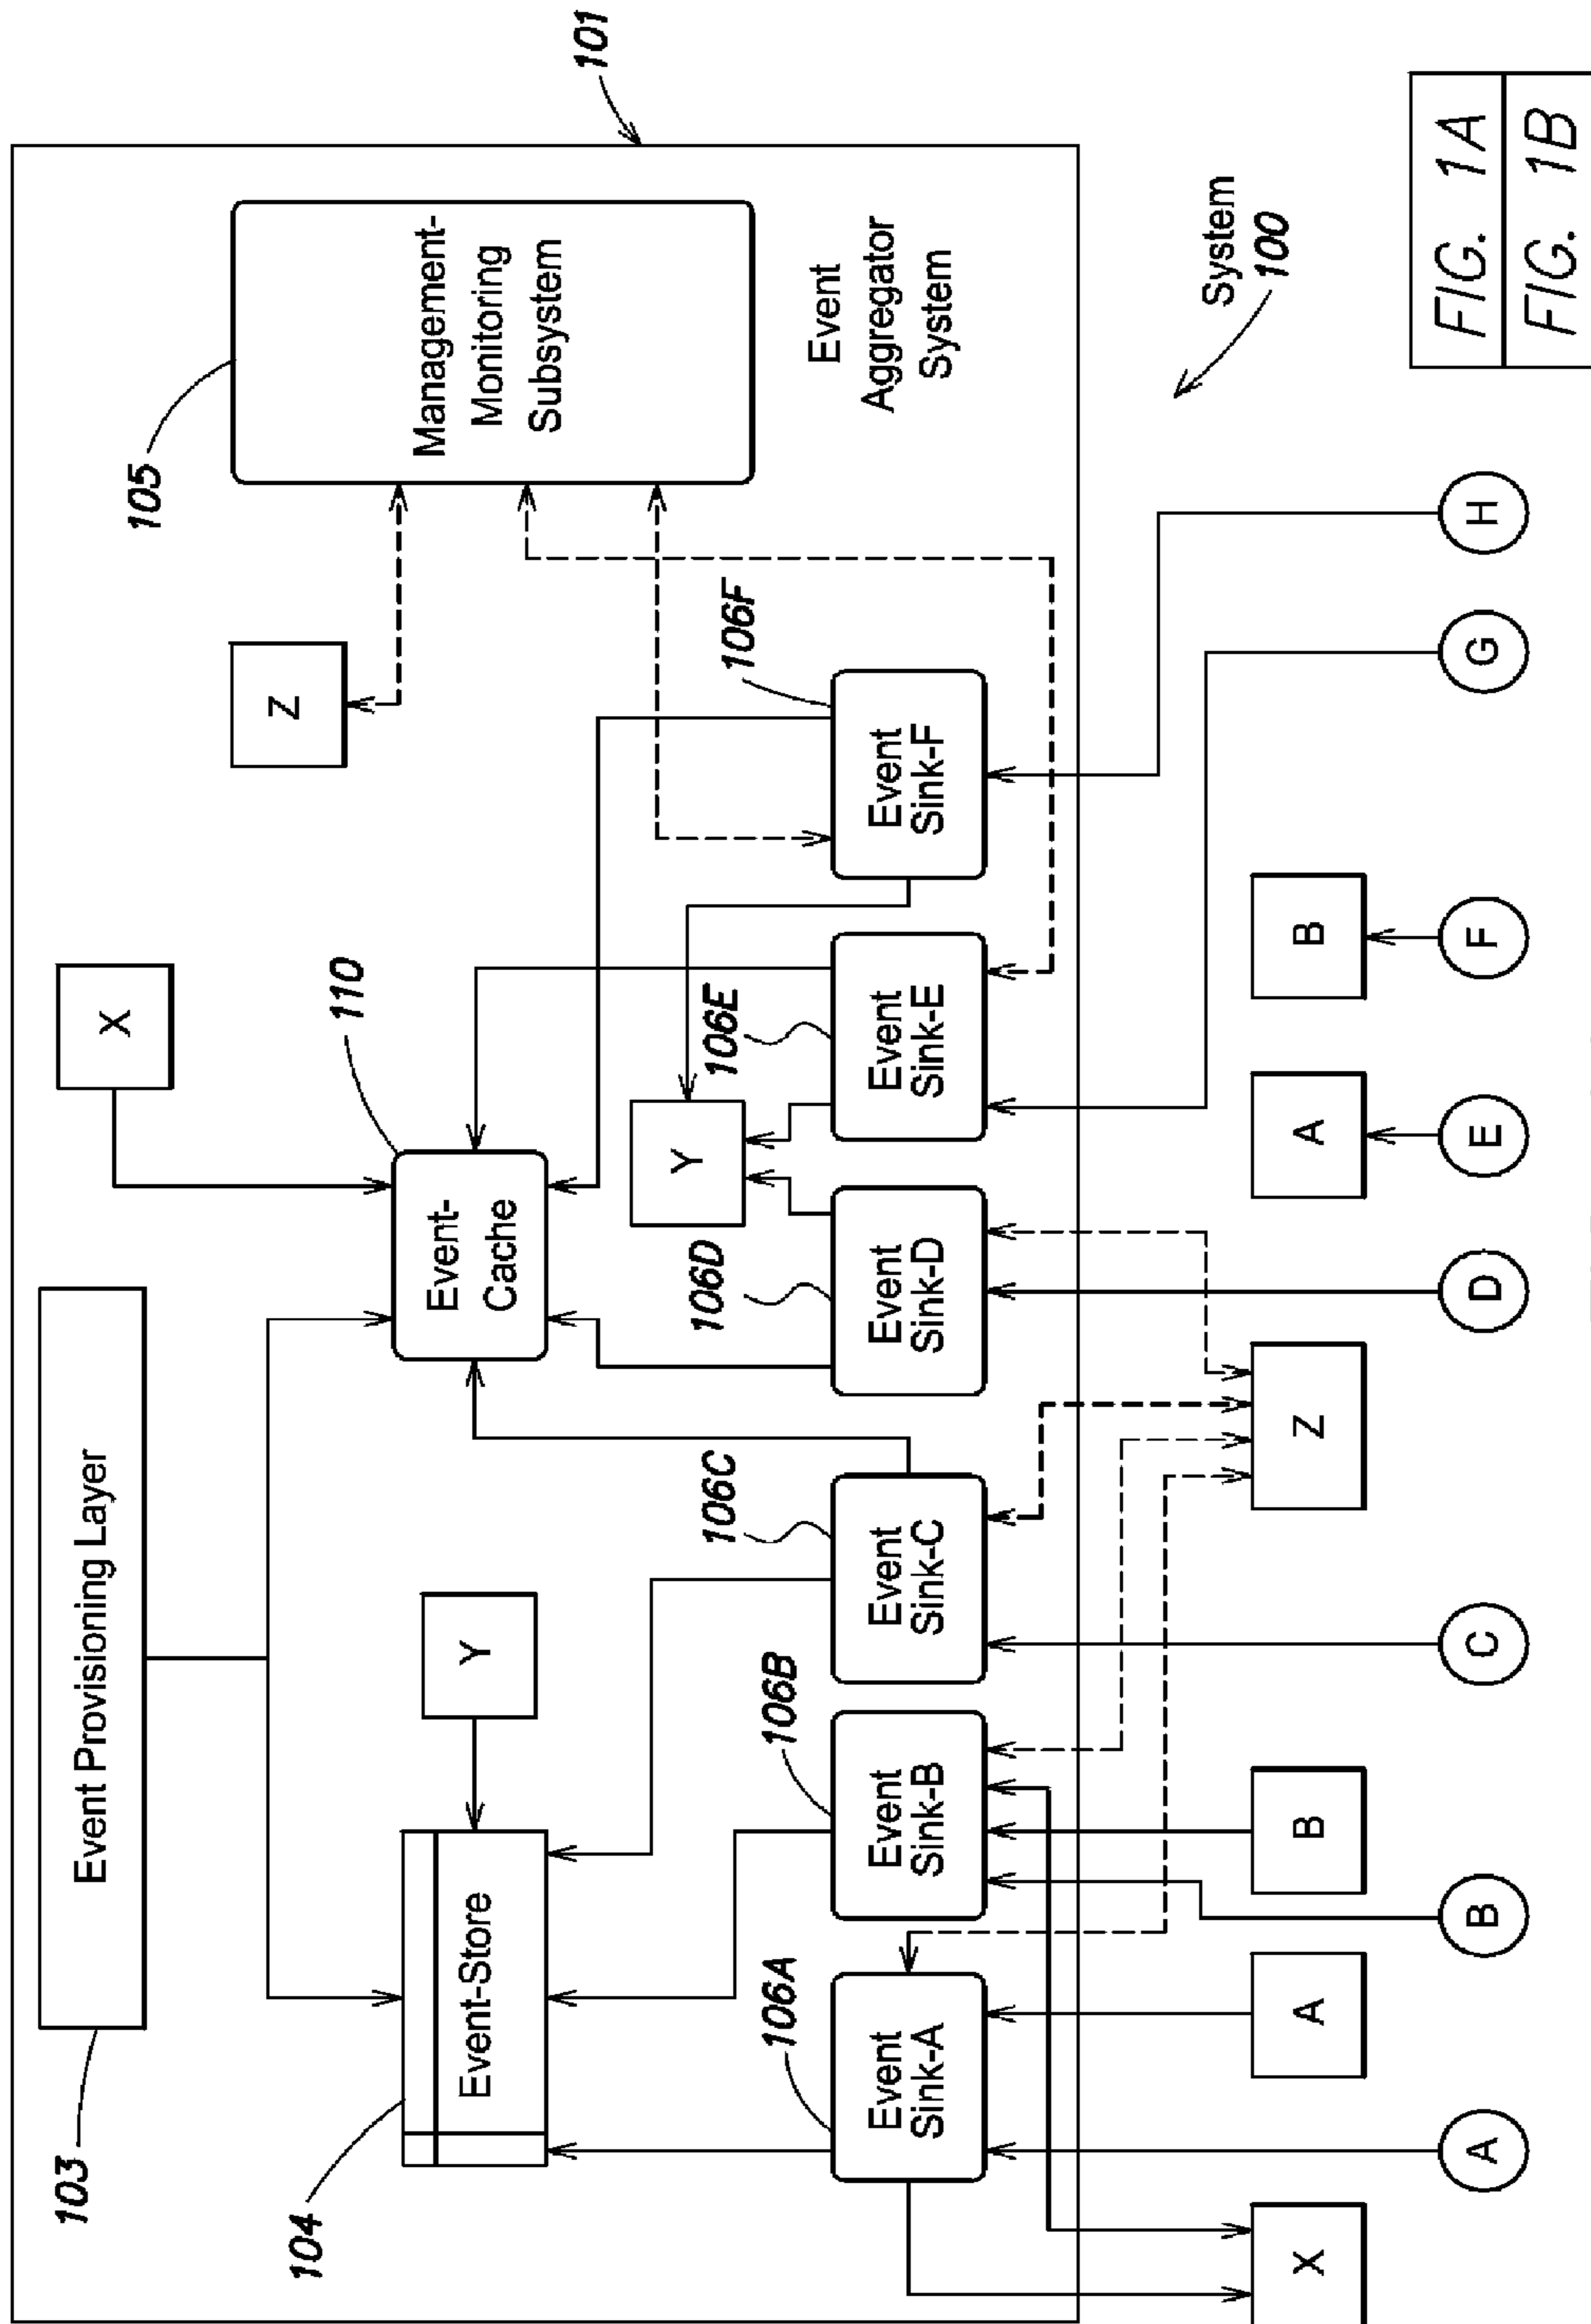 103
Event Provisioning Layer
X
110
Z
105
Management-
Monitoring
Subsystem
101
104
Event-Store
Y
Event-
Cache
Y
106A
106B
106C
106D
106E
106F
Event
Sink-A
Event
Sink-B
Event
Sink-C
Event
Sink-D
Event
Sink-E
Event
Sink-F
Event
Aggregator
System
System
100
X
A
B
Z
A
B
A
B
C
D
E
F
G
H
FIG. 1A
FIG. 1B